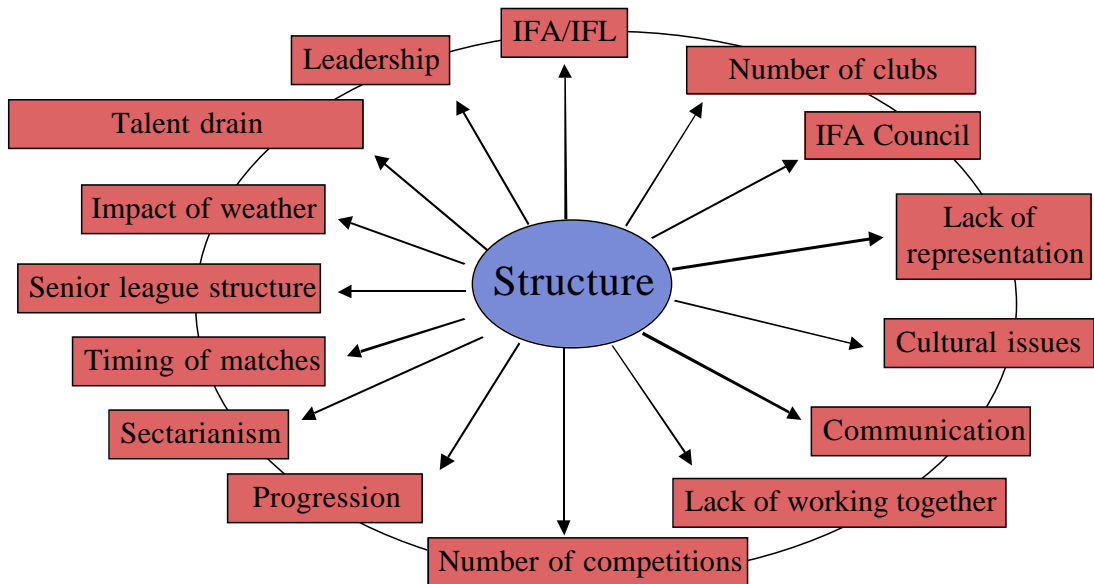 IFA/IFL
Leadership
Number of clubs
Talent drain
IFA Council
Impact of weather
Lack of
representation
Structure
Senior league structure
Timing of matches
Cultural issues
Sectarianism
Communication
Progression
Lack of working together
Number of competitions